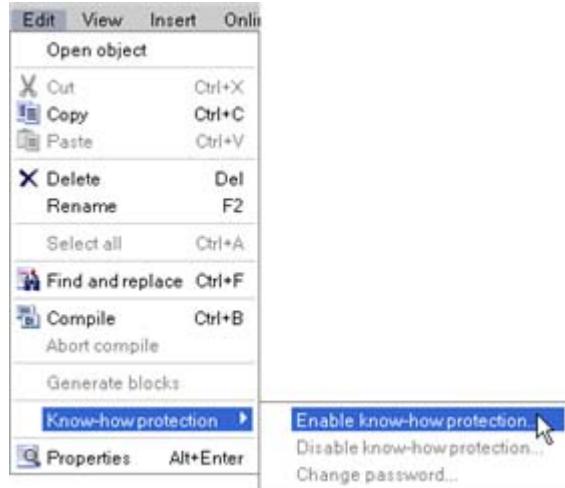 Edit View Insert Onli
Open object
Cut Ctrl+X
Copy Ctrl+C
Paste Ctrl+V
Delete Del
Rename F2
Select all Ctrl+A
Find and replace Ctrl+F
Compile Ctrl+B
Abort compile
Generate blocks
Know-how protection Enable know-how protection...
Disable know-how protection...
Properties Alt+Enter
Change password...